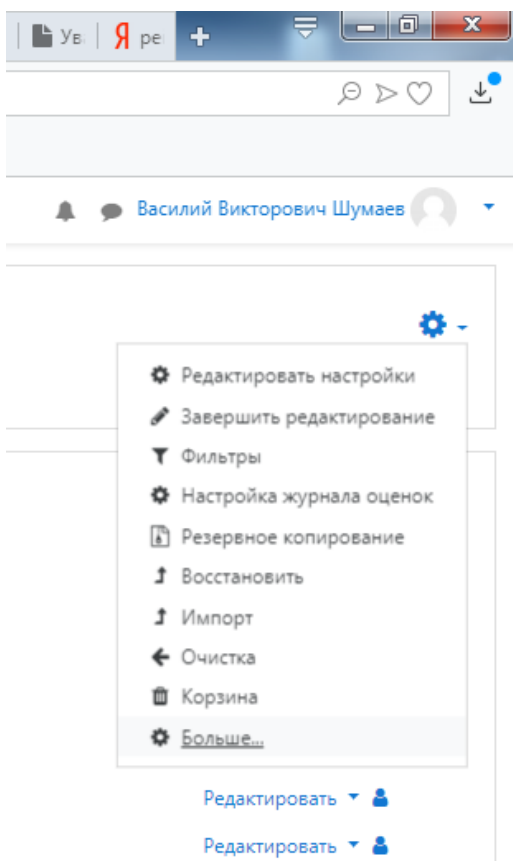 Ув Я ре
Василий Викторович Шумаев
Редактировать настройки
Завершить редактирование
Фильтры
Настройка журнала оценок
Резервное копирование
Восстановить
Импорт
Очистка
Корзина
Больше...
Редактировать
Редактировать